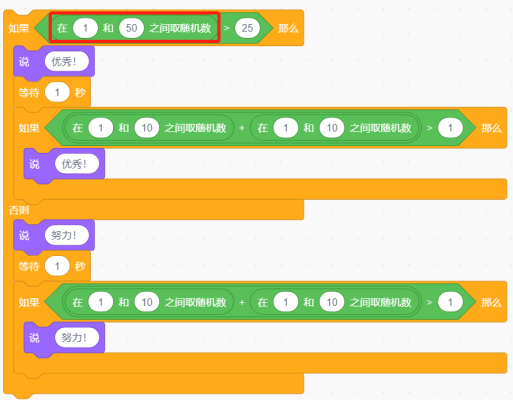 如果 在 1 和 50 之间取随机数 > 25 那么
说 优秀！
等待 1 秒
如果 在 1 和 10 之间取随机数 + 在 1 和 10 之间取随机数 > 1 那么
说 优秀！
否则
说 努力！
等待 1 秒
如果 在 1 和 10 之间取随机数 + 在 1 和 10 之间取随机数 > 1 那么
说 努力！